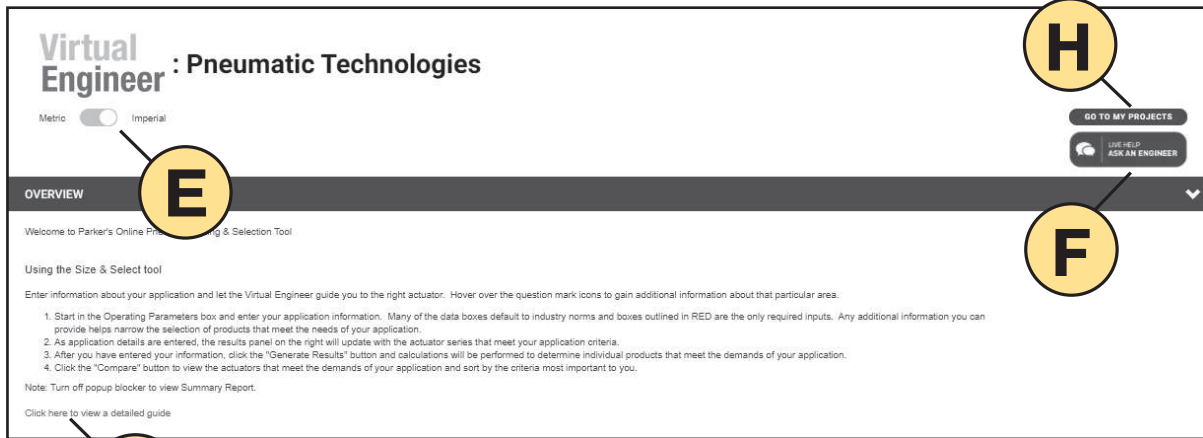 Virtual
Engineer : Pneumatic Technologies
Metric Imperial
H
GO TO MY PROJECTS
LIVE HELP
ASK AN ENGINEER
E
OVERVIEW
F
Welcome to Parker's Online & Selection Tool
Using the Size & Select tool
Enter information about your application and let the Virtual Engineer guide you to the right actuator. Hover over the question mark icons to gain additional information about that particular area.
1. Start in the Operating Parameters box and enter your application information. Many of the data boxes default to industry norms and boxes outlined in RED are the only required inputs. Any additional information you can
provide helps narrow the selection of products that meet the needs of your application.
2. As application details are entered, the results panel on the right will update with the actuator series that meet your application criteria.
3. After you have entered your information, click the "Generate Results" button and calculations will be performed to determine individual products that meet the demands of your application.
4. Click the "Compare" button to view the actuators that meet the demands of your application and sort by the criteria most important to you.
Note: Turn off popup blocker to view Summary Report.
Click here to view a detailed guide